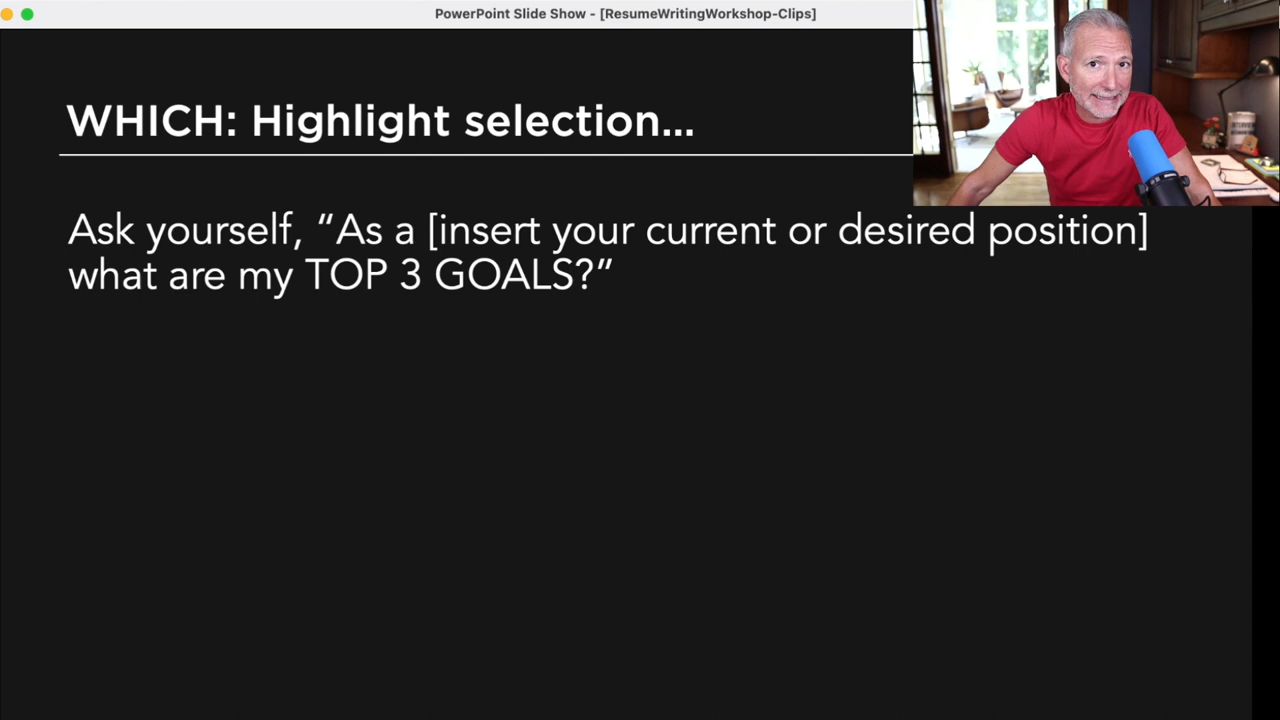 PowerPoint Slide Show - [ResumeWritingWorkshop-Clips]
WHICH: Highlight selection...
Ask yourself, “As a [insert your current or desired position]
what are my TOP 3 GOALS?”
INTERVIEW